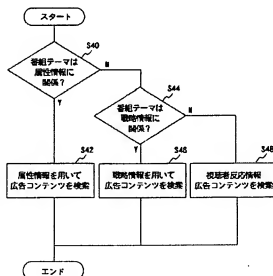 スタート
S40
番組テーマは
属性情報に
関係？
N
Y
S44
番組テーマは
戦略情報に
関係？
N
Y
S42
属性情報を用いて
広告コンテンツを検索
S46
戦略情報を用いて
広告コンテンツを検索
S48
視聴者反応情報
広告コンテンツを検索
エンド